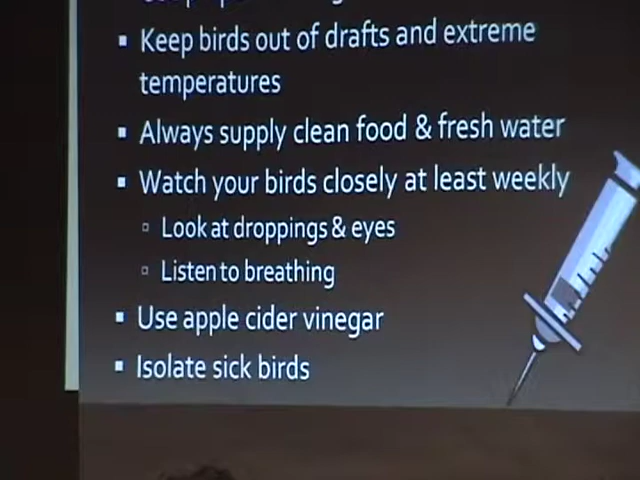 Keep birds out of drafts and extreme
temperatures
Always supply clean food & fresh water
Watch your birds closely at least weekly
Look at droppings & eyes
Listen to breathing
Use apple cider vinegar
Isolate sick birds